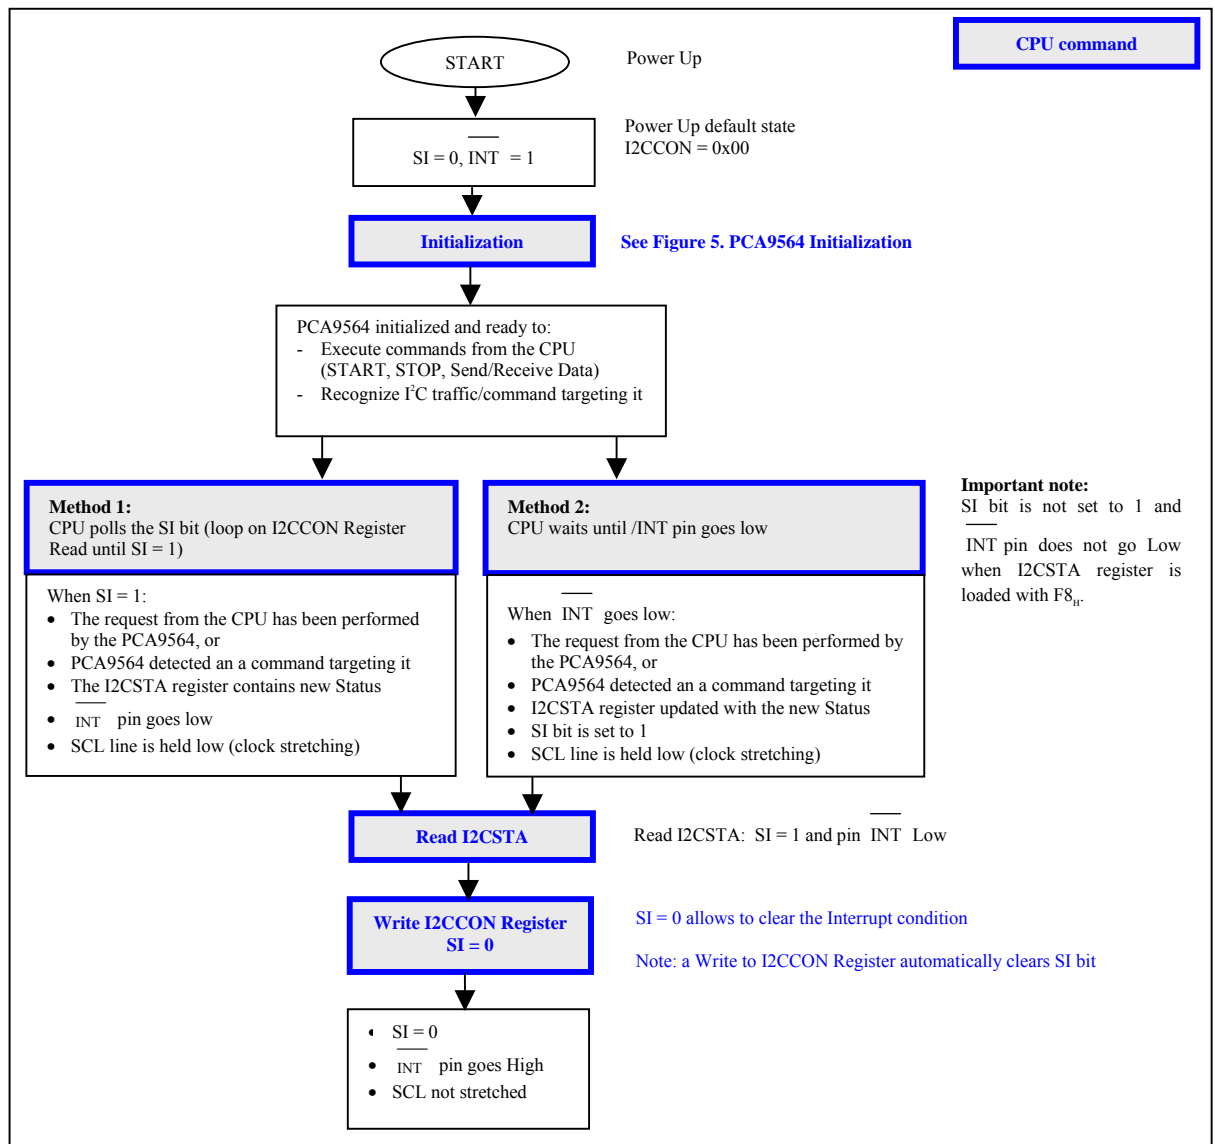 CPU command
START
Power Up
Power Up default state
I2CCON = 0x00
SI = 0, INT = 1
Initialization
See Figure 5. PCA9564 Initialization
PCA9564 initialized and ready to:
- Execute commands from the CPU
(START, STOP, Send/Receive Data)
- Recognize I²C traffic/command targeting it
Method 1:
CPU polls the SI bit (loop on I2CCON Register
Read until SI = 1)
When SI = 1:
• The request from the CPU has been performed
by the PCA9564, or
• PCA9564 detected an a command targeting it
• The I2CSTA register contains new Status
• INT pin goes low
• SCL line is held low (clock stretching)
Method 2:
CPU waits until /INT pin goes low
When INT goes low:
• The request from the CPU has been performed by
the PCA9564, or
• PCA9564 detected an a command targeting it
• I2CSTA register updated with the new Status
• SI bit is set to 1
• SCL line is held low (clock stretching)
Important note:
SI bit is not set to 1 and
INT pin does not go Low
when I2CSTA register is
loaded with F8H.
Read I2CSTA
Read I2CSTA: SI = 1 and pin INT Low
Write I2CCON Register
SI = 0
SI = 0 allows to clear the Interrupt condition
Note: a Write to I2CCON Register automatically clears SI bit
• SI = 0
• INT pin goes High
• SCL not stretched